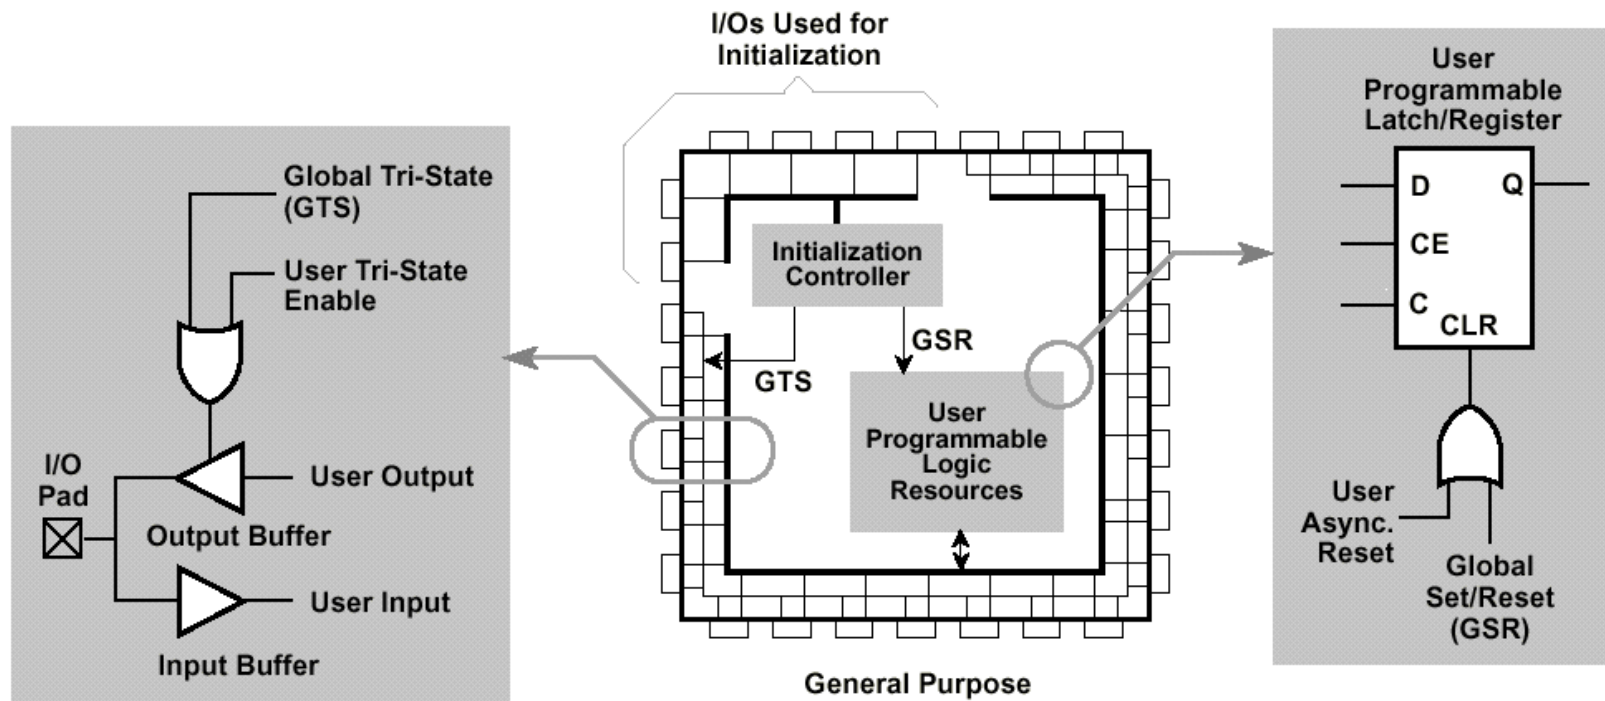 I/Os Used for
Initialization
Global Tri-State
(GTS)
User Tri-State
Enable
I/O
Pad
User Output
Output Buffer
User Input
Input Buffer
Initialization
Controller
GSR
GTS
User
Programmable
Logic
Resources
General Purpose
User
Programmable
Latch/Register
D
Q
CE
C
CLR
User
Async.
Reset
Global
Set/Reset
(GSR)